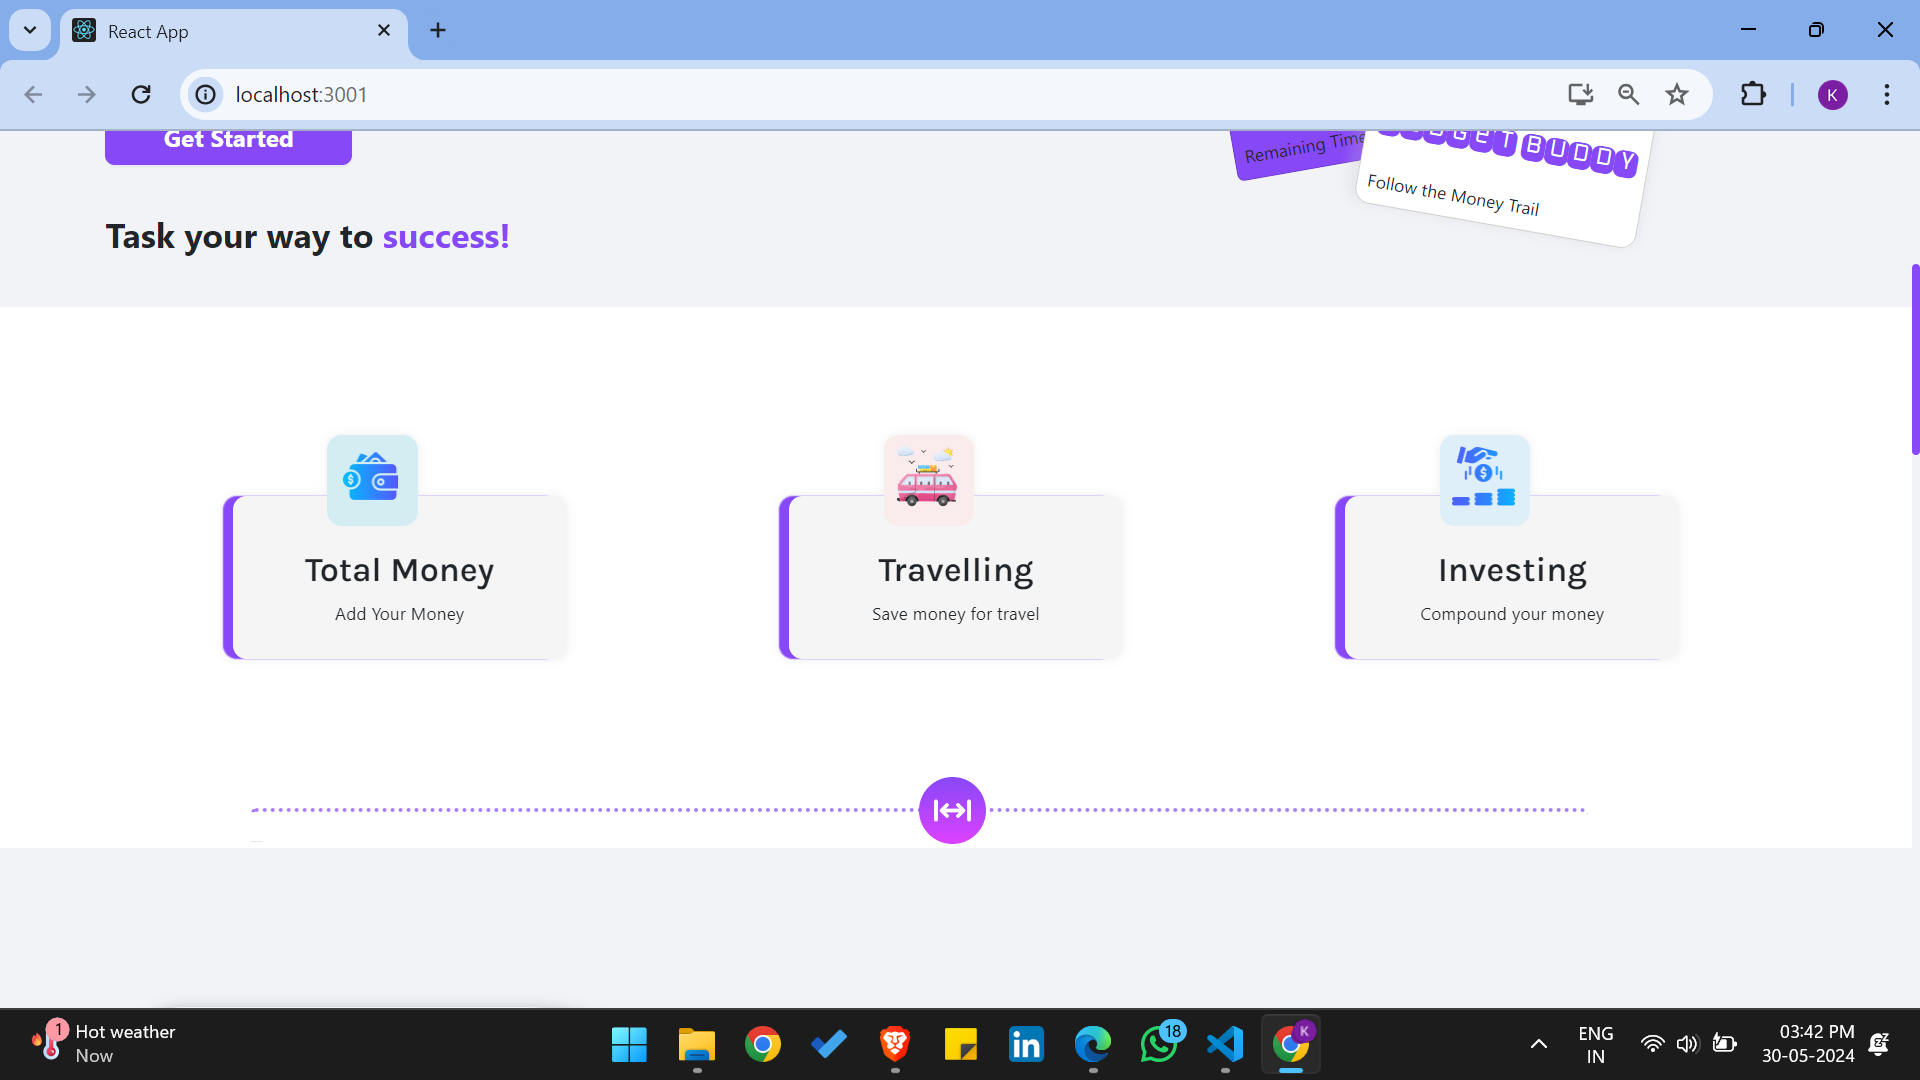 React App
localhost:3001
K
Get Started
Remaining Time
BUDDY
Follow the Money Trail
Task your way to success!
Total Money
Add Your Money
Travelling
Save money for travel
Investing
Compound your money
1
Hot weather
Now
18
K
ENG
IN
03:42 PM
30-05-2024